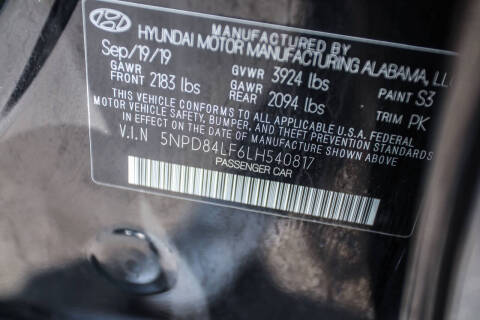 MANUFACTURED BY
HYUNDAI MOTOR MANUFACTURING ALABAMA, LLC
Sep/19/19
GAWR FRONT 2183 lbs
GVWR 3924 lbs
GAWR REAR 2094 lbs
PAINT S3
TRIM PK
THIS VEHICLE CONFORMS TO ALL APPLICABLE U.S.A. FEDERAL
MOTOR VEHICLE SAFETY, BUMPER, AND THEFT PREVENTION STANDARDS
IN EFFECT ON THE DATE OF MANUFACTURE SHOWN ABOVE.
V.I.N 5NPD84LF6LH540817
PASSENGER CAR